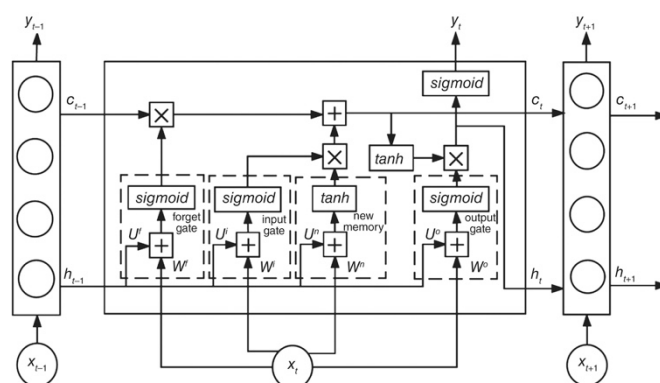 y_{t-1} y_t y_{t+1}
sigmoid
c_{t-1} c_t c_{t+1}
× + 
tanh × ×
sigmoid sigmoid tanh sigmoid
forget gate input gate new memory output gate
U^f U^i U^n U^o
+ + + +
W^f W^i W^n W^o
h_{t-1} h_t h_{t+1}
x_{t-1} x_t x_{t+1}